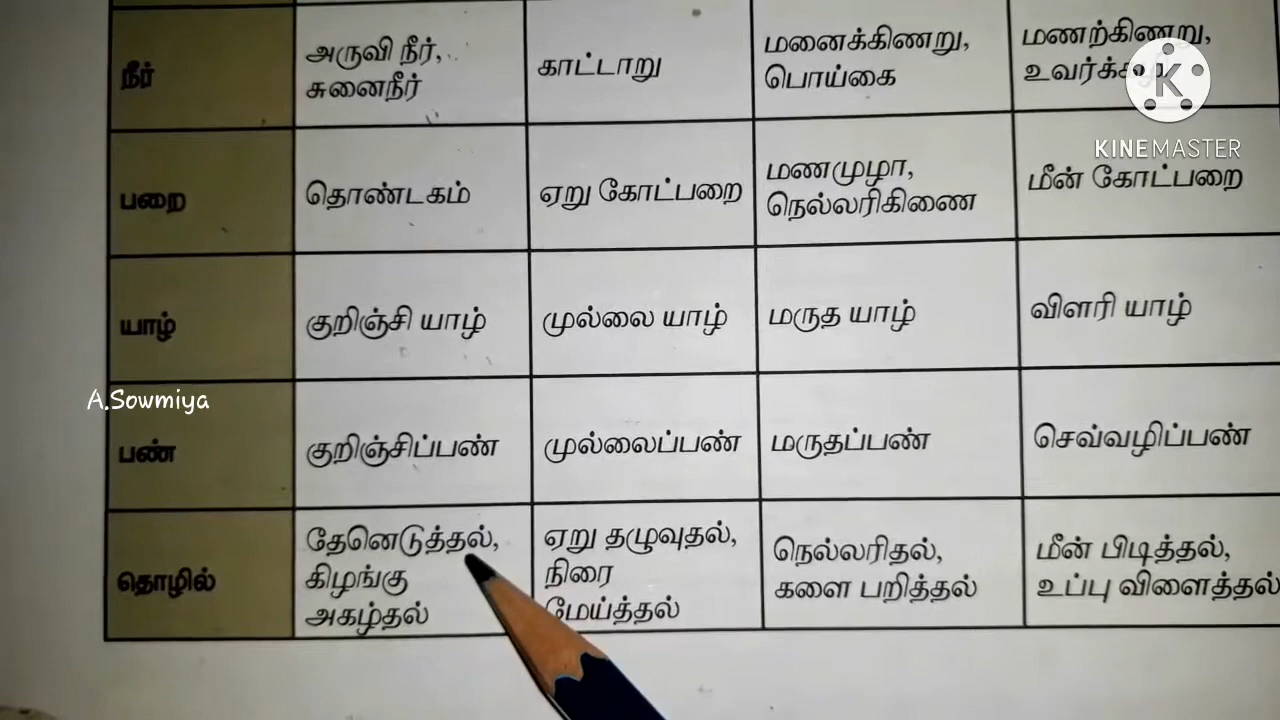 நீர்
அருவி நீர்,
சுனைநீர்
காட்டாறு
மனைக்கிணறு,
பொய்கை
மணற்கிணறு,
KINEMASTER
பறை
தொண்டகம்
ஏறு கோட்பறை
மணமுழா,
நெல்லரிகிணை
மீன் கோட்பறை
யாழ்
குறிஞ்சி யாழ்
முல்லை யாழ்
மருத யாழ்
விளரி யாழ்
A.Sowmiya
பண்
குறிஞ்சிப்பண்
முல்லைப்பண்
மருதப்பண்
செவ்வழிப்பண்
தொழில்
தேனெடுத்தல்,
கிழங்கு
அகழ்தல்
ஏறு தழுவுதல்,
நிரை
மேய்த்தல்
நெல்லரிதல்,
களை பறித்தல்
மீன் பிடித்தல்,
உப்பு விளைத்தல்